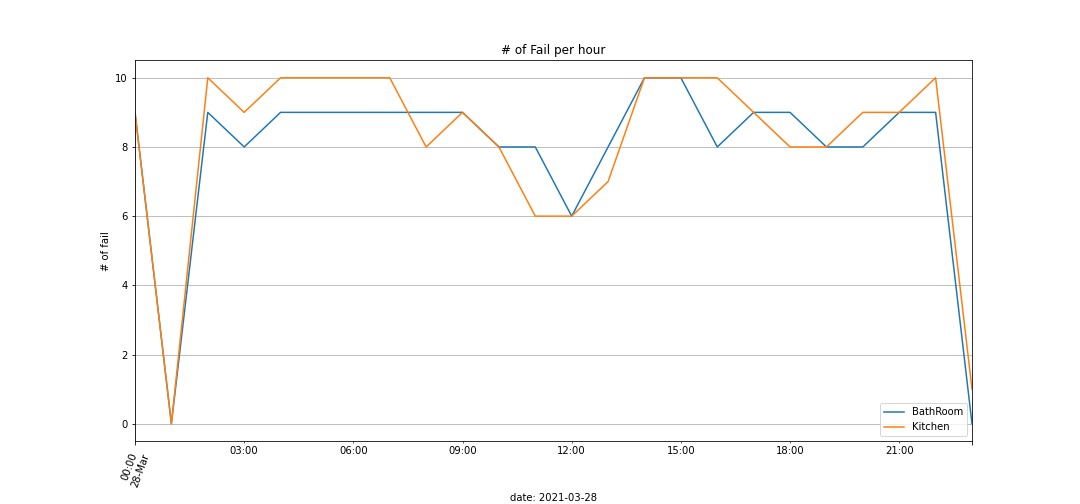 # of Fail per hour
10
8
6
4
2
0
# of fail
00:00
28-Mar
03:00
06:00
09:00
12:00
15:00
18:00
21:00
BathRoom
Kitchen
date: 2021-03-28